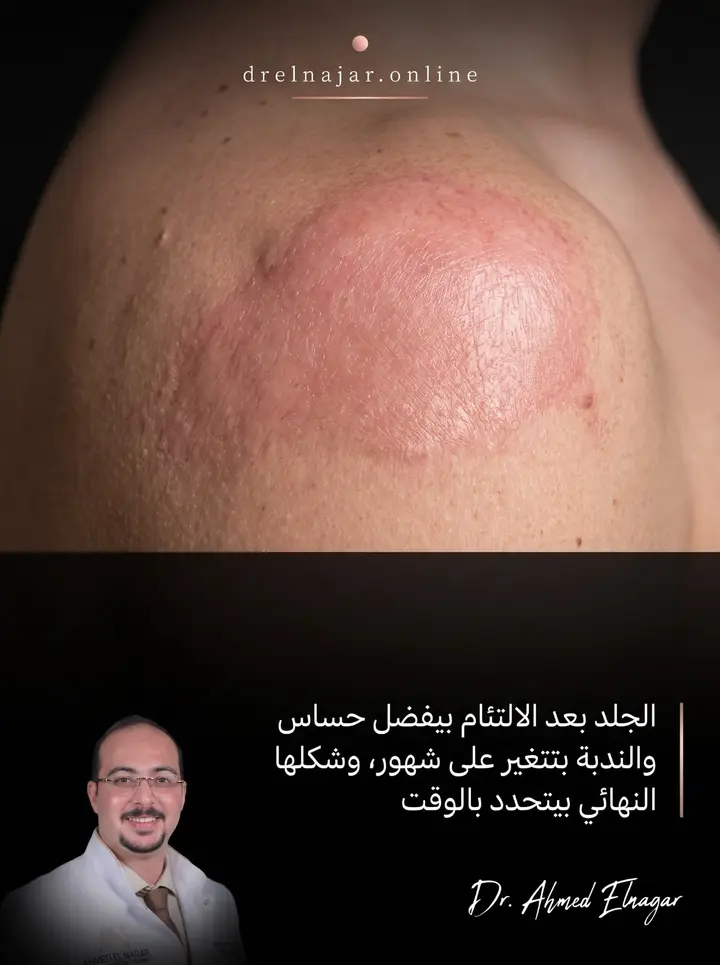 drelnajar.online
الجلد بعد الالتئام بيفضل حساس
والندبة بتتغير على شهور، وشكلها
النهائي بيتحدد بالوقت
Dr. Ahmed Elnagar